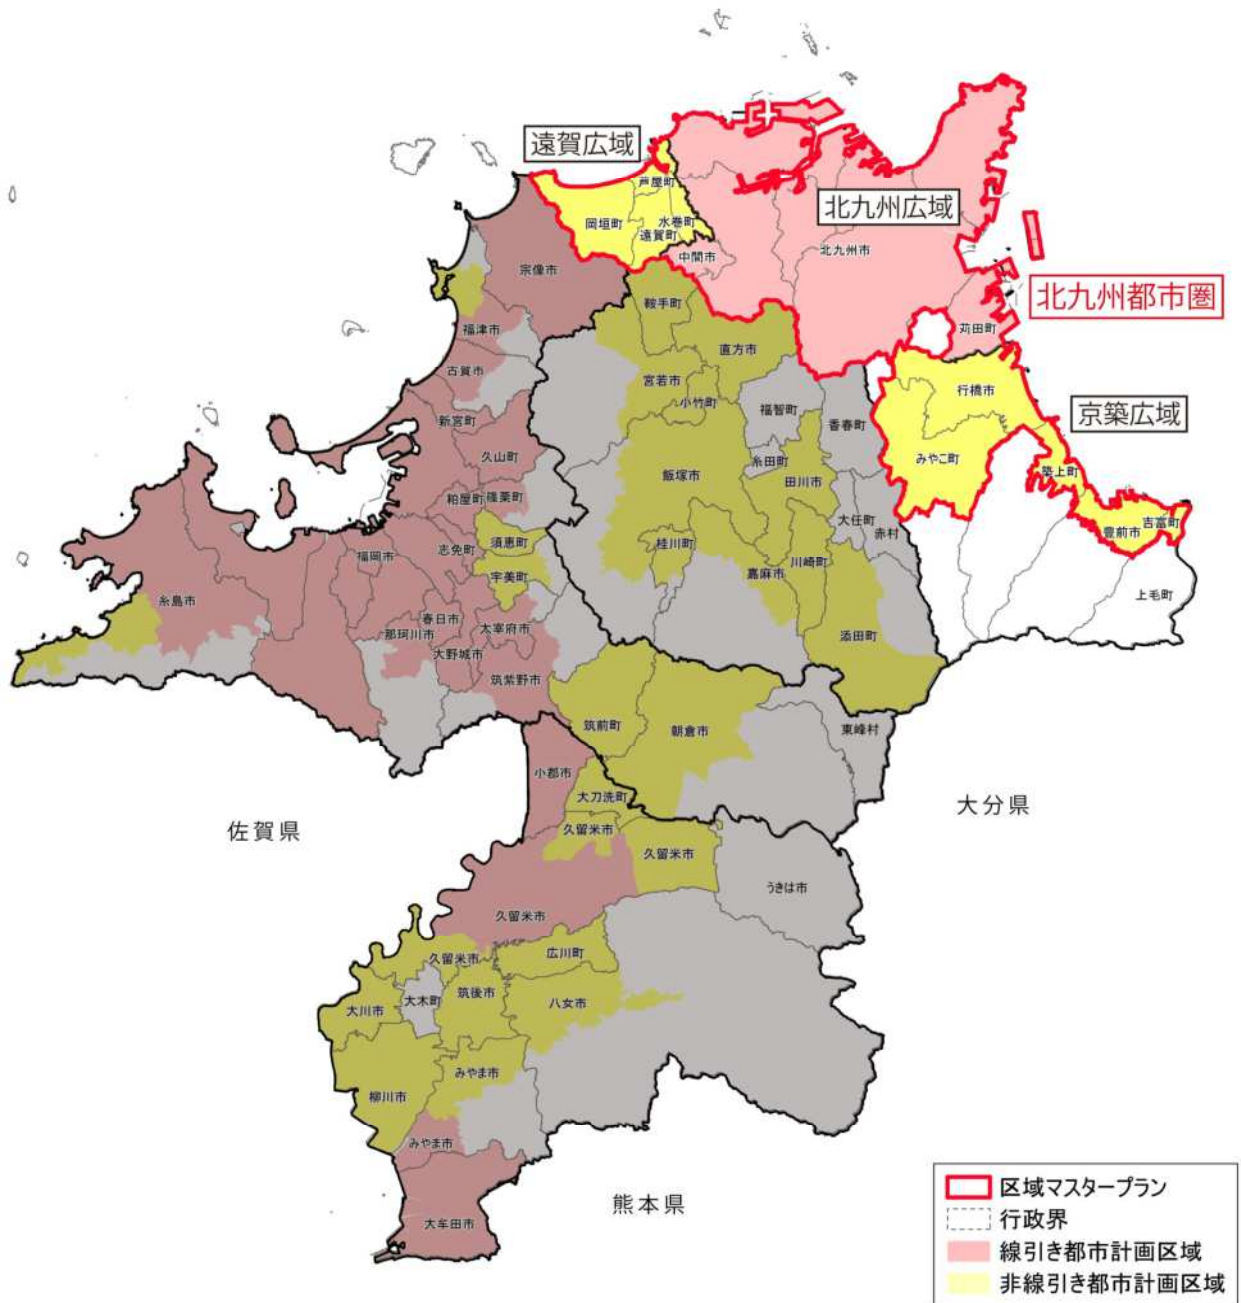 遠賀広域
芦屋町
岡垣町
水巻町
遠賀町
北九州広域
中間市
北九州市
宗像市
北九州都市圏
鞍手町
苅田町
福津市
直方市
古賀市
宮若市
行橋市
小竹町
福智町
京築広域
新宮町
香春町
みやこ町
久山町
糸田町
築上町
飯塚市
田川市
粕屋町
篠栗町
大任町
吉富町
須恵町
豊前市
赤村
福岡市
志免町
桂川町
川崎町
宇美町
嘉麻市
上毛町
糸島市
春日市
太宰府市
那珂川市
添田町
大野城市
筑紫野市
筑前町
朝倉市
東峰村
小郡市
大刀洗町
大分県
佐賀県
久留米市
久留米市
うきは市
久留米市
広川町
久留米市
筑後市
大木町
八女市
大川市
みやま市
柳川市
みやま市
熊本県
大牟田市
区域マスタープラン
行政界
線引き都市計画区域
非線引き都市計画区域